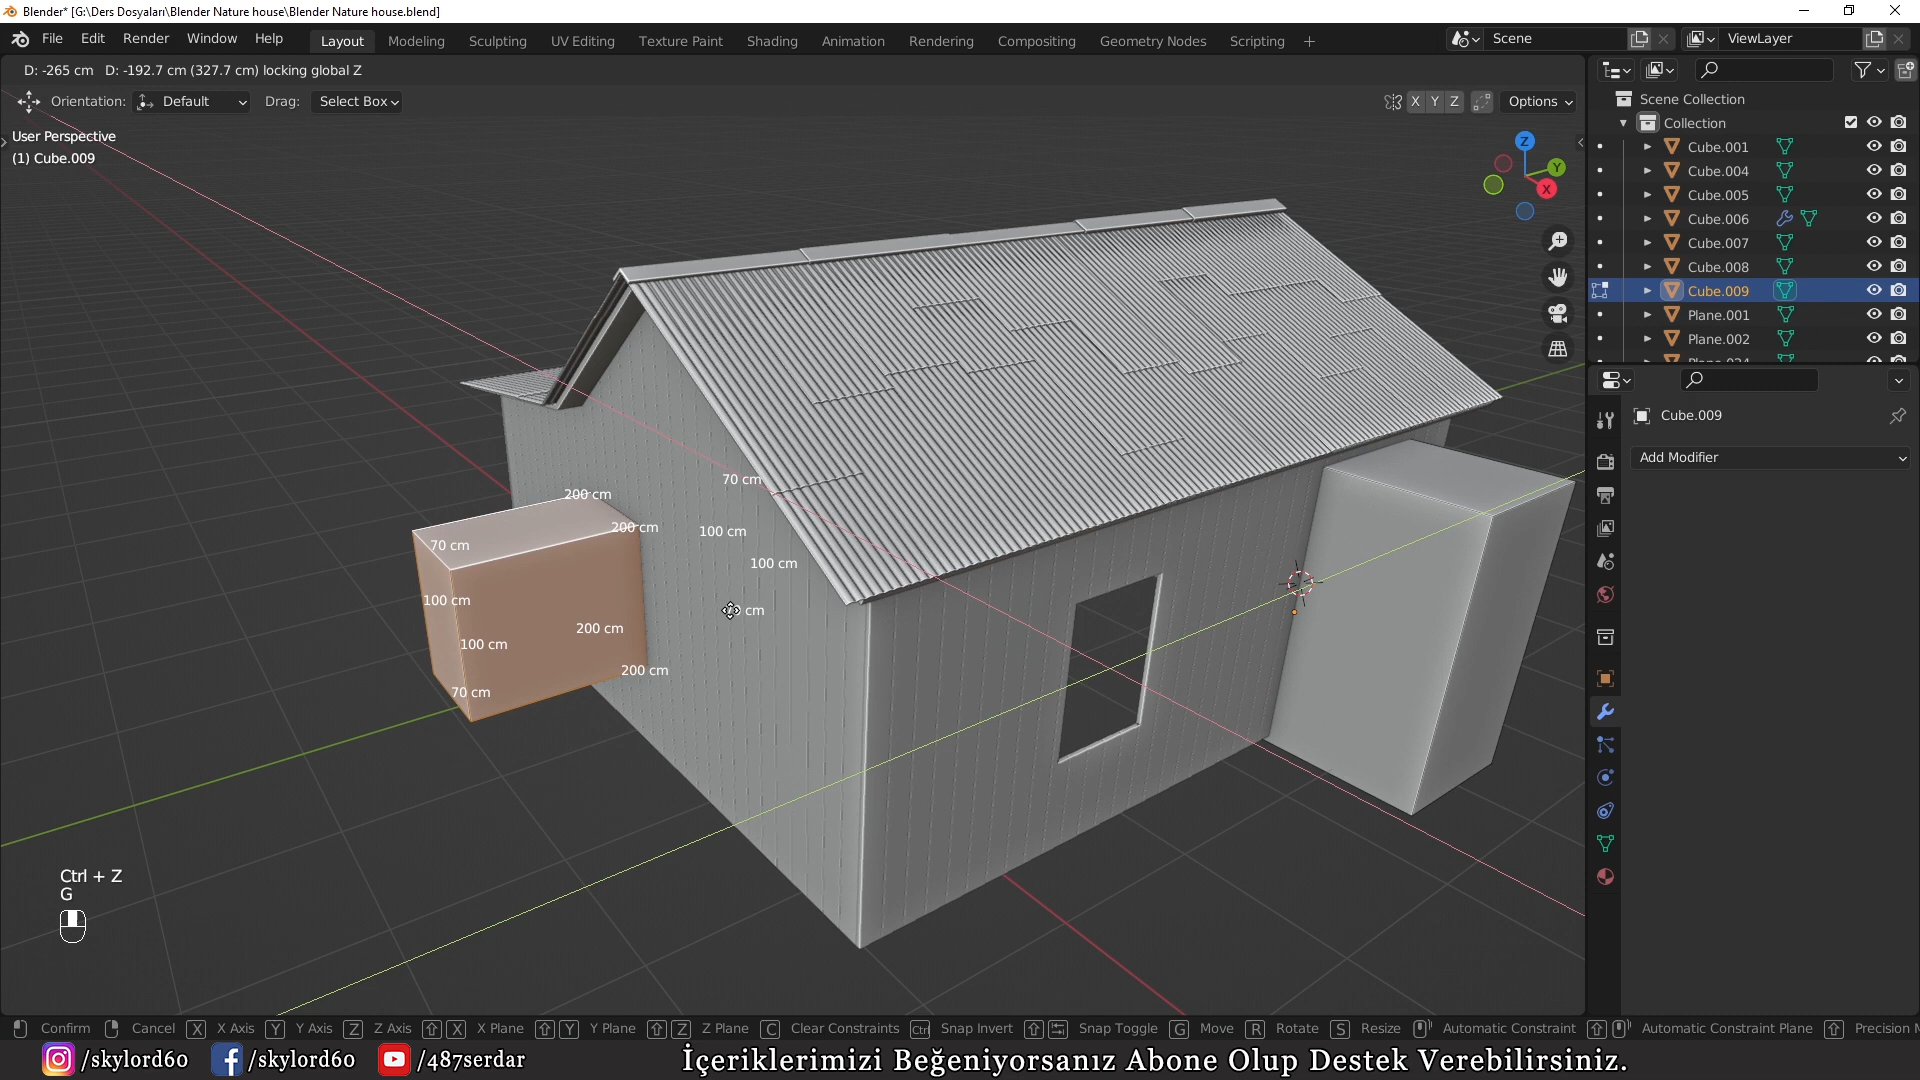 Blender* [G:\Ders Dosyaları\Blender Nature house\Blender Nature house.blend]
File Edit Render Window Help Layout Modeling Sculpting UV Editing Texture Paint Shading Animation Rendering Compositing Geometry Nodes Scripting + Scene ViewLayer
D: -265 cm D: -192.7 cm (327.7 cm) locking global Z
Orientation: Default Drag: Select Box X Y Z Options
User Perspective
(1) Cube.009
Z
Y
X
Scene Collection
Collection
Cube.001
Cube.004
Cube.005
Cube.006
Cube.007
Cube.008
Cube.009
Plane.001
Plane.002
Cube.009
Add Modifier
70 cm
200 cm
200 cm
100 cm
70 cm
100 cm
100 cm
cm
200 cm
100 cm
200 cm
70 cm
Ctrl + Z
G
Confirm Cancel X X Axis Y Y Axis Z Z Axis X X Plane Y Y Plane Z Z Plane C Clear Constraints Ctrl Snap Invert Snap Toggle G Move R Rotate S Resize Automatic Constraint Automatic Constraint Plane Precision M
/skylord60 /skylord60 /487serdar İçeriklerimizi Beğeniyorsanız Abone Olup Destek Verebilirsiniz.